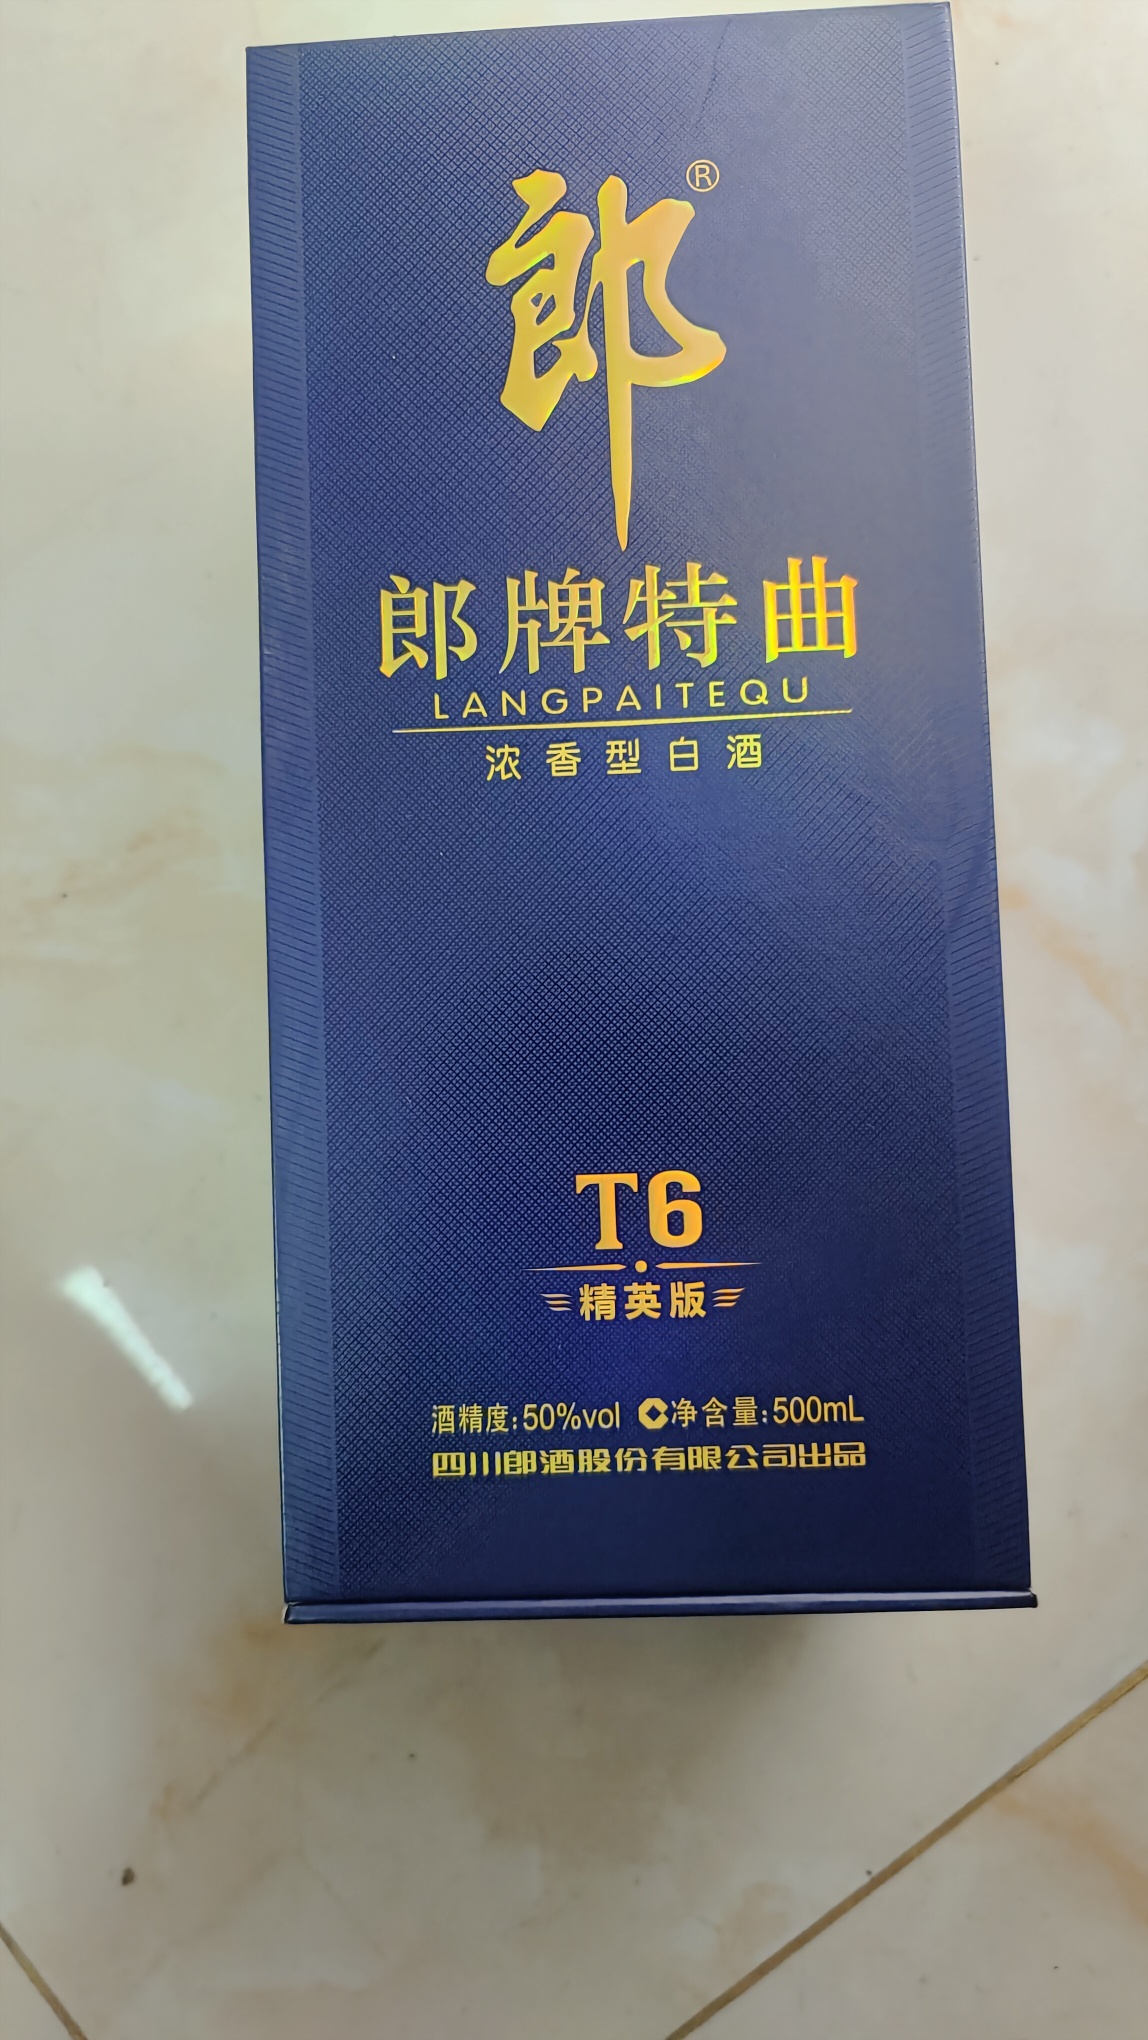 郎®
郎牌特曲
LANGPAITEQU
浓香型白酒
T6
精英版
酒精度:50%vol 净含量:500mL
四川郎酒股份有限公司出品